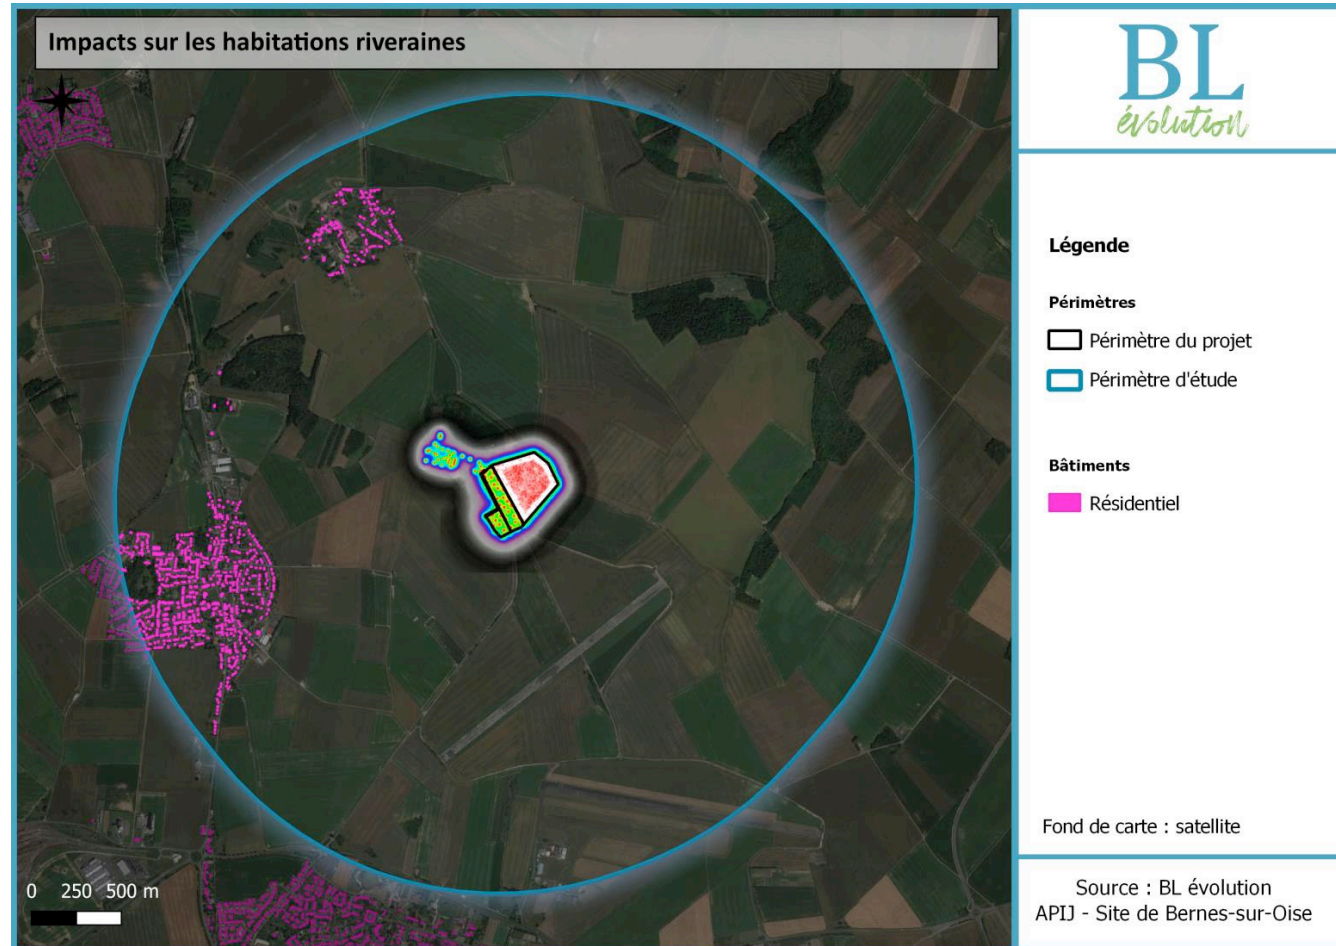 Impacts sur les habitations riveraines
BL
évolution
Légende
Périmètres
Périmètre du projet
Périmètre d'étude
Bâtiments
Résidentiel
Fond de carte : satellite
0 250 500 m
Source : BL évolution
APIJ - Site de Bernes-sur-Oise